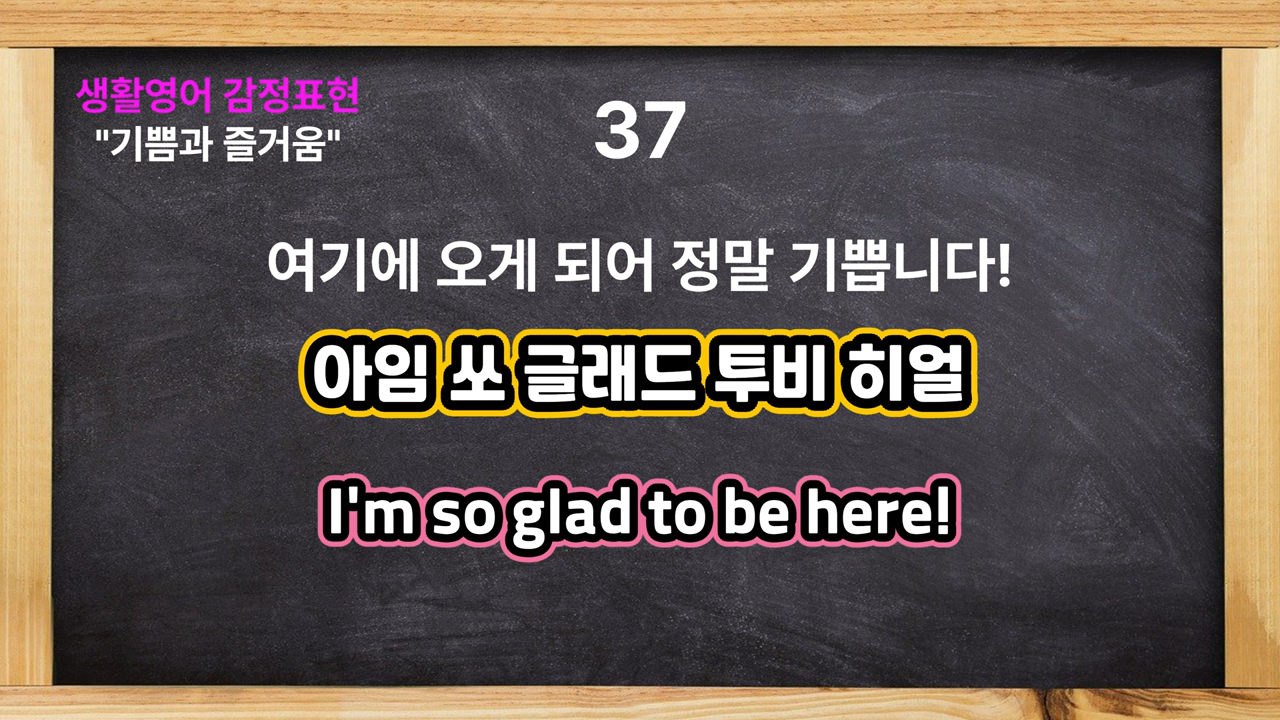 생활영어 감정표현
"기쁨과 즐거움"
37
여기에 오게 되어 정말 기쁩니다!
아임 쏘 글래드 투비 히얼
I'm so glad to be here!